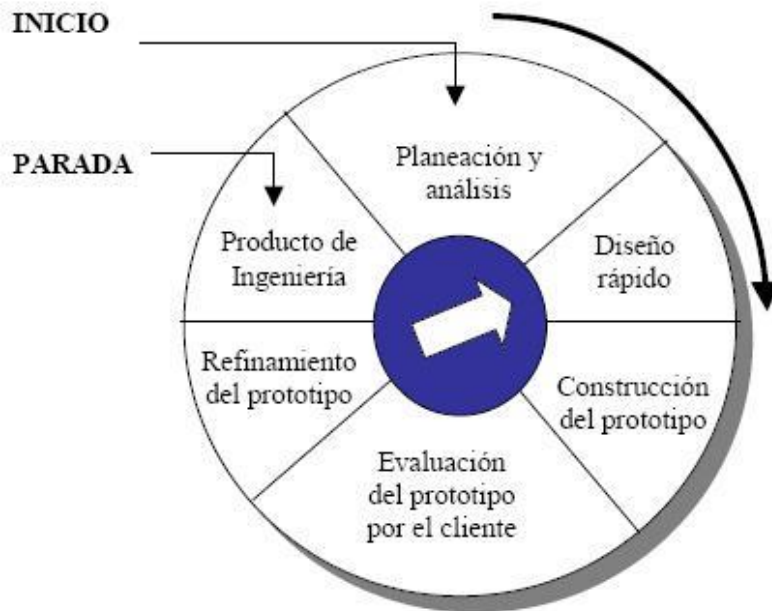 INICIO
PARADA
Planeación y
análisis
Diseño
rápido
Construcción
del prototipo
Evaluación
del prototipo
por el cliente
Refinamiento
del prototipo
Producto de
Ingeniería